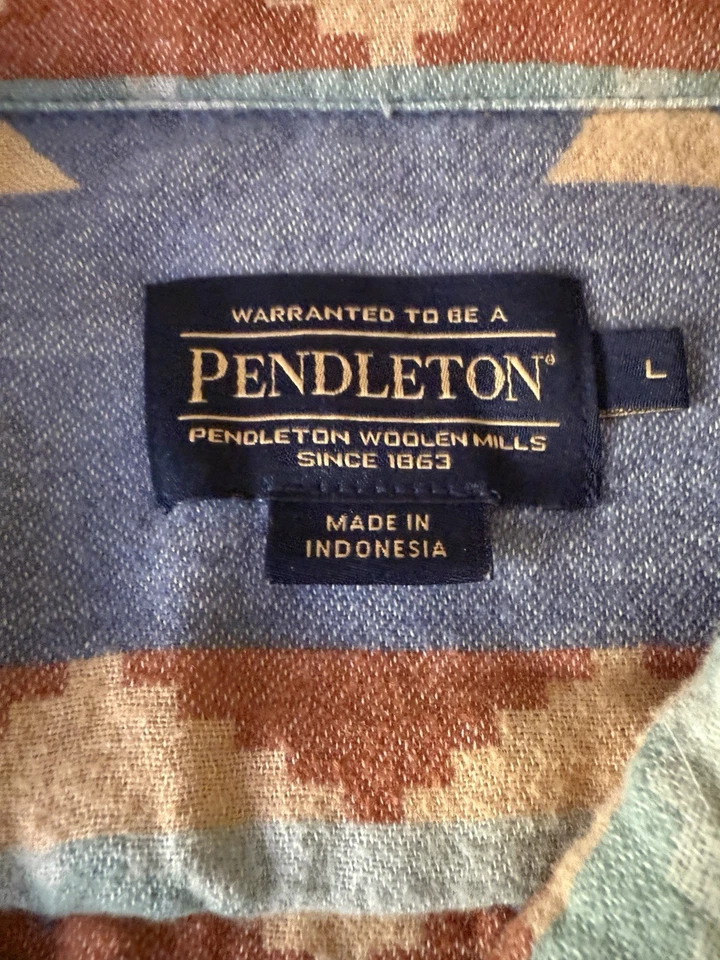 WARRANTED TO BE A
PENDLETON®
PENDLETON WOOLEN MILLS
SINCE 1863
L
MADE IN
INDONESIA